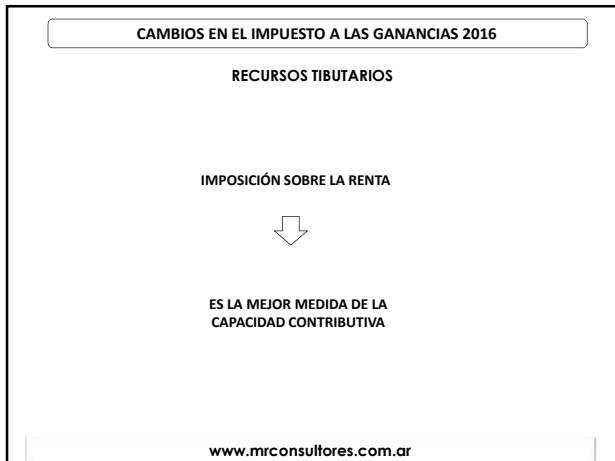 CAMBIOS EN EL IMPUESTO A LAS GANANCIAS 2016
RECURSOS TIBUTARIOS
IMPOSICIÓN SOBRE LA RENTA
ES LA MEJOR MEDIDA DE LA
CAPACIDAD CONTRIBUTIVA
www.mrconsultores.com.ar